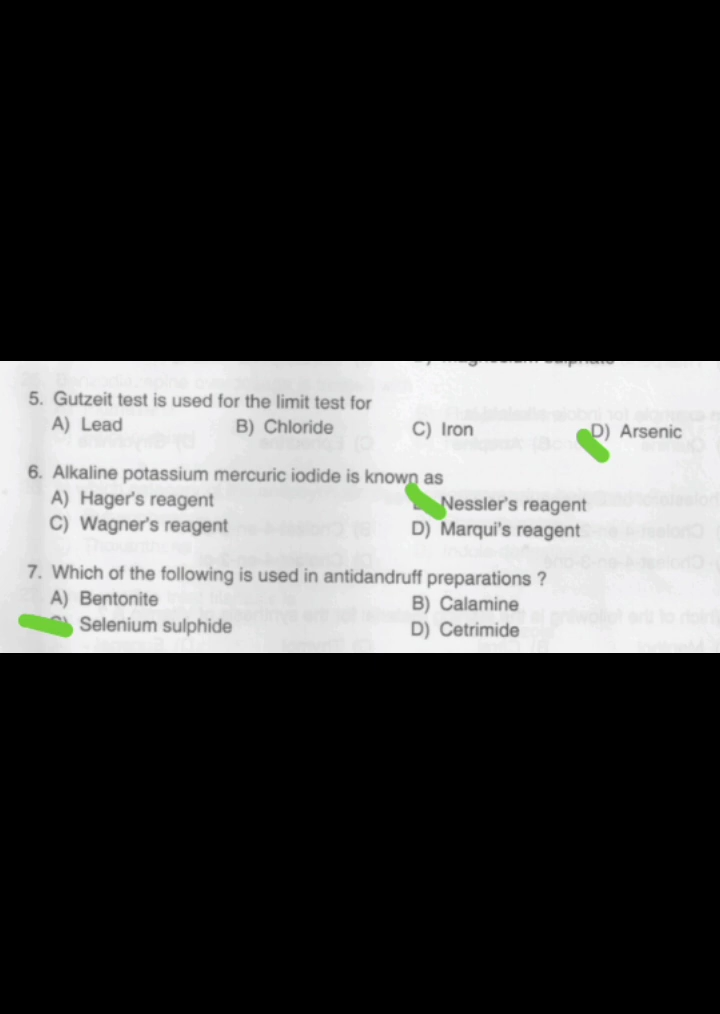 5. Gutzeit test is used for the limit test for
A) Lead B) Chloride C) Iron D) Arsenic
6. Alkaline potassium mercuric iodide is known as
A) Hager's reagent Nessler's reagent
C) Wagner's reagent D) Marqui's reagent
7. Which of the following is used in antidandruff preparations ?
A) Bentonite B) Calamine
Selenium sulphide D) Cetrimide